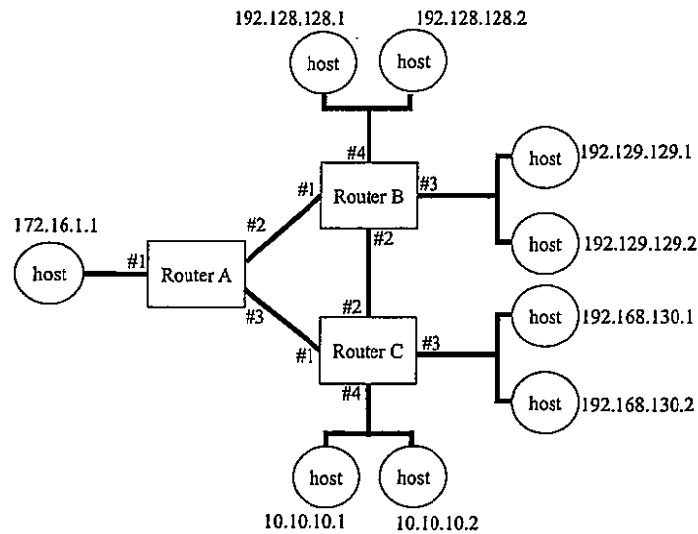 192.128.128.1
192.128.128.2
host
host
#4
host
192.129.129.1
#1
Router B
#3
172.16.1.1
#2
#2
host
192.129.129.2
host
#1
Router A
#3
#2
host
192.168.130.1
#1
Router C
#3
#4
host
192.168.130.2
host
host
10.10.10.1
10.10.10.2